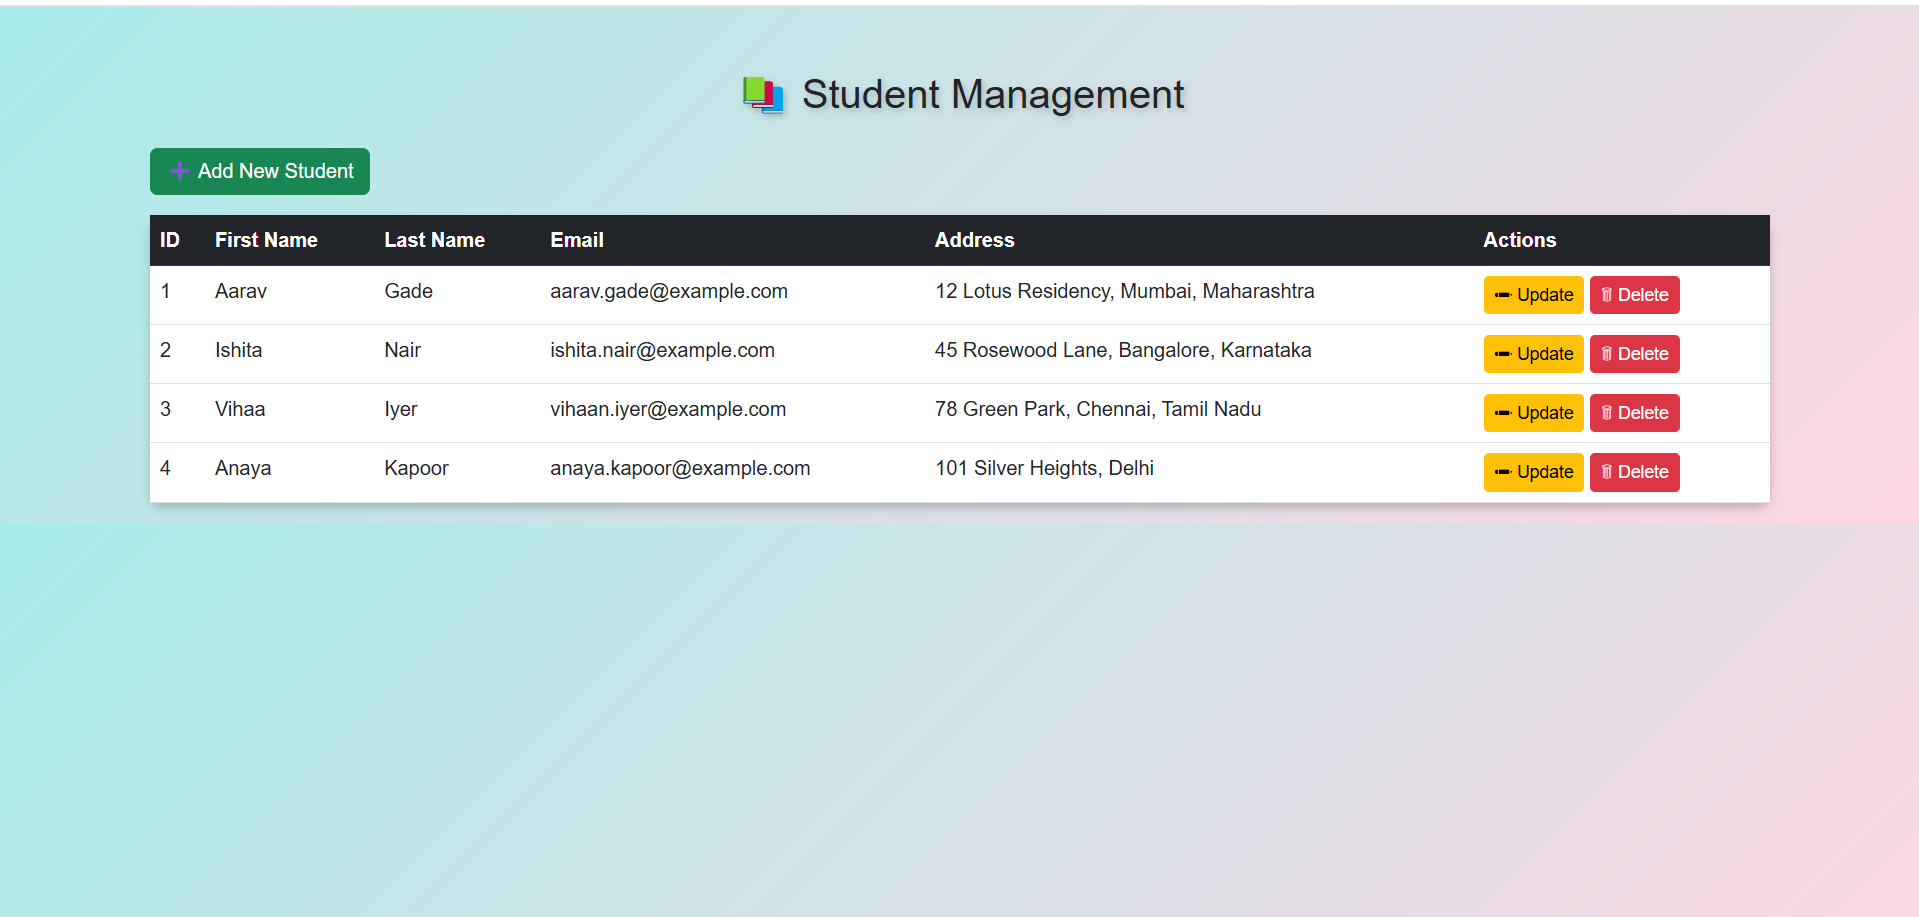 📚 Student Management
➕ Add New Student
ID First Name Last Name Email Address Actions
1 Aarav Gade aarav.gade@example.com 12 Lotus Residency, Mumbai, Maharashtra Update Delete
2 Ishita Nair ishita.nair@example.com 45 Rosewood Lane, Bangalore, Karnataka Update Delete
3 Vihaa Iyer vihaan.iyer@example.com 78 Green Park, Chennai, Tamil Nadu Update Delete
4 Anaya Kapoor anaya.kapoor@example.com 101 Silver Heights, Delhi Update Delete